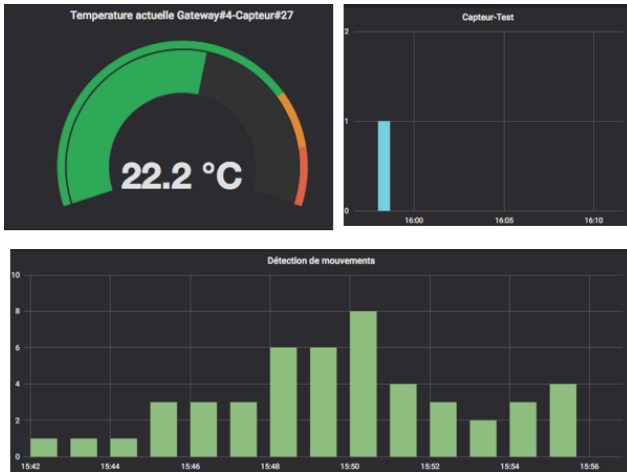 Temperature actuelle Gateway#4-Capteur#27
22.2 °C
Capteur-Test
2
1
0
16:00 16:05 16:10
Détection de mouvements
10
8
6
4
2
0
15:42 15:44 15:46 15:48 15:50 15:52 15:54 15:56